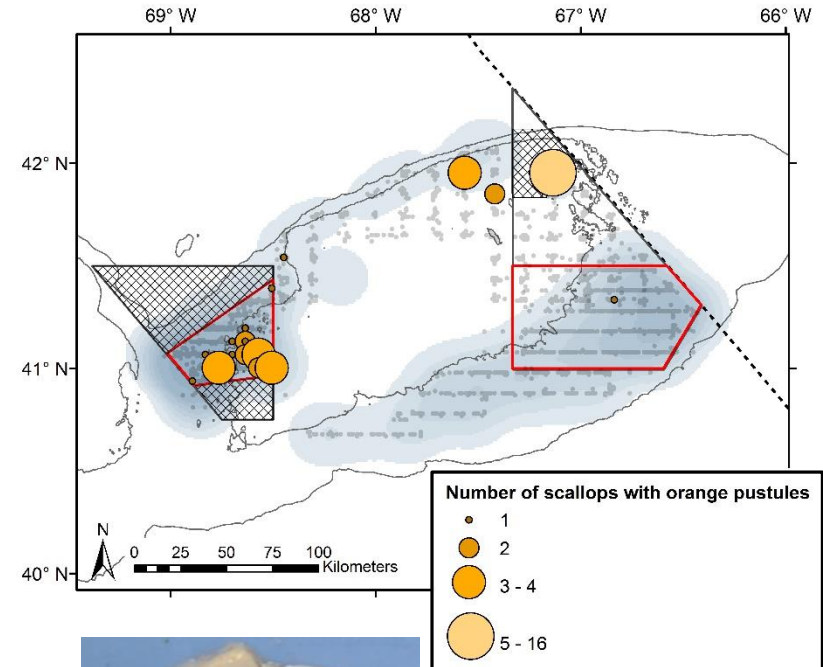 69° W 68° W 67° W 66° W
42° N
41° N
40° N
N
0 25 50 75 100
Kilometers
Number of scallops with orange pustules
1
2
3 - 4
5 - 16